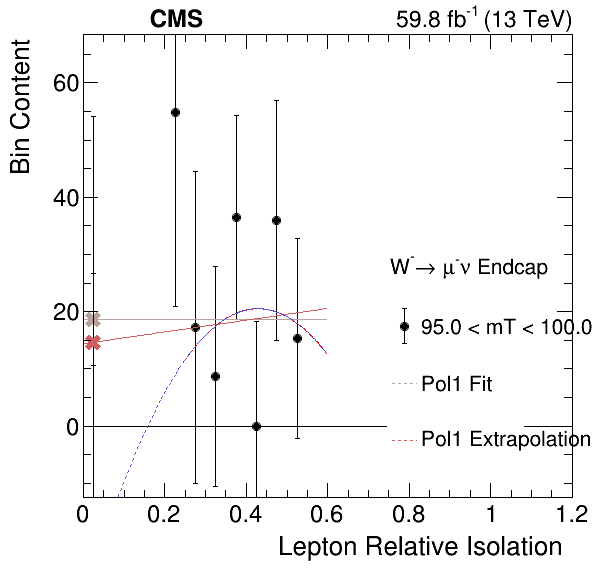 CMS 59.8 fb⁻¹ (13 TeV)
Bin Content
60
40
20
0
W⁻→ μ⁻ν Endcap
95.0 < mT < 100.0
Pol1 Fit
Pol1 Extrapolation
0 0.2 0.4 0.6 0.8 1 1.2
Lepton Relative Isolation